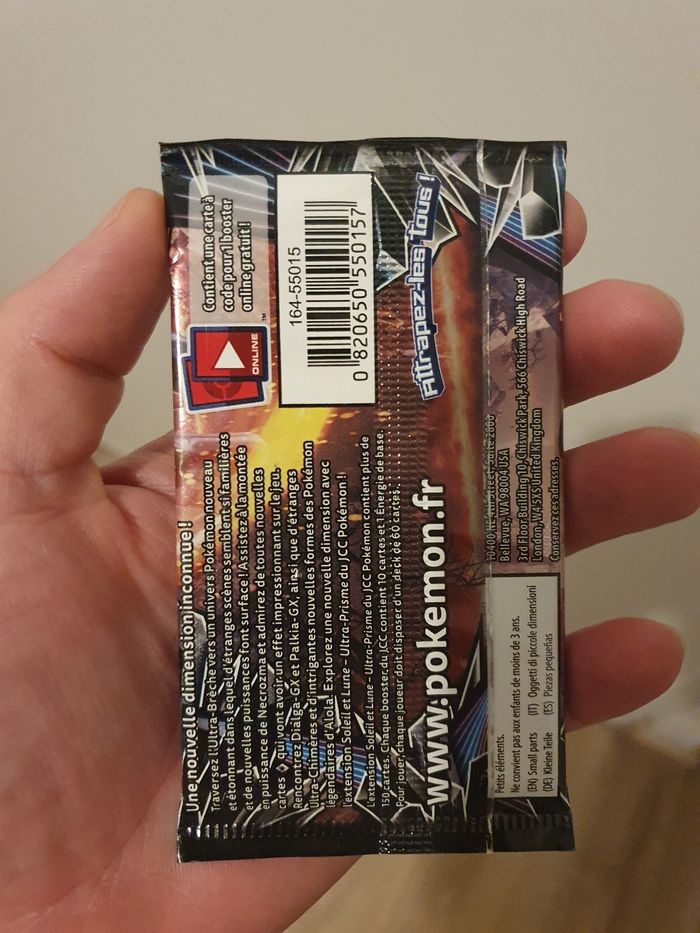 Une nouvelle dimension inconnue !
Traversez l'Ultra-Brèche vers un univers Pokémon nouveau
et étonnant dans lequel d'étranges scènes semblent si familières
et de nouvelles puissances font surface ! Assistez à la montée
en puissance de Necrozma et admirez de toutes nouvelles
cartes ◇ qui vont avoir un effet impressionnant sur le jeu.
Rencontrez Dialga-GX et Palkia-GX, ainsi que d'étranges
Ultra-Chimères et d'intrigantes nouvelles formes des Pokémon
légendaires d'Alola ! Explorez une nouvelle dimension avec
l'extension Soleil et Lune – Ultra-Prisme du JCC Pokémon !
L'extension Soleil et Lune – Ultra-Prisme du JCC Pokémon contient plus de
150 cartes. Chaque booster du JCC contient 10 cartes et 1 Énergie de base.
Pour jouer, chaque joueur doit disposer d'un deck de 60 cartes.
www.pokemon.fr
ONLINE
TM
Contient une carte à
code pour 1 booster
online gratuit !
164-55015
0 820650 550157
Attrapez-les tous !
Petits éléments.
Ne convient pas aux enfants de moins de 3 ans.
(EN) Small parts (IT) Oggetti di piccole dimensioni
(DE) Kleine Teile (ES) Piezas pequeñas
Bellevue, WA 98004 USA
3rd Floor Building 10, Chiswick Park, 566 Chiswick High Road
London, W4 5XS United Kingdom
Conservez ces adresses.